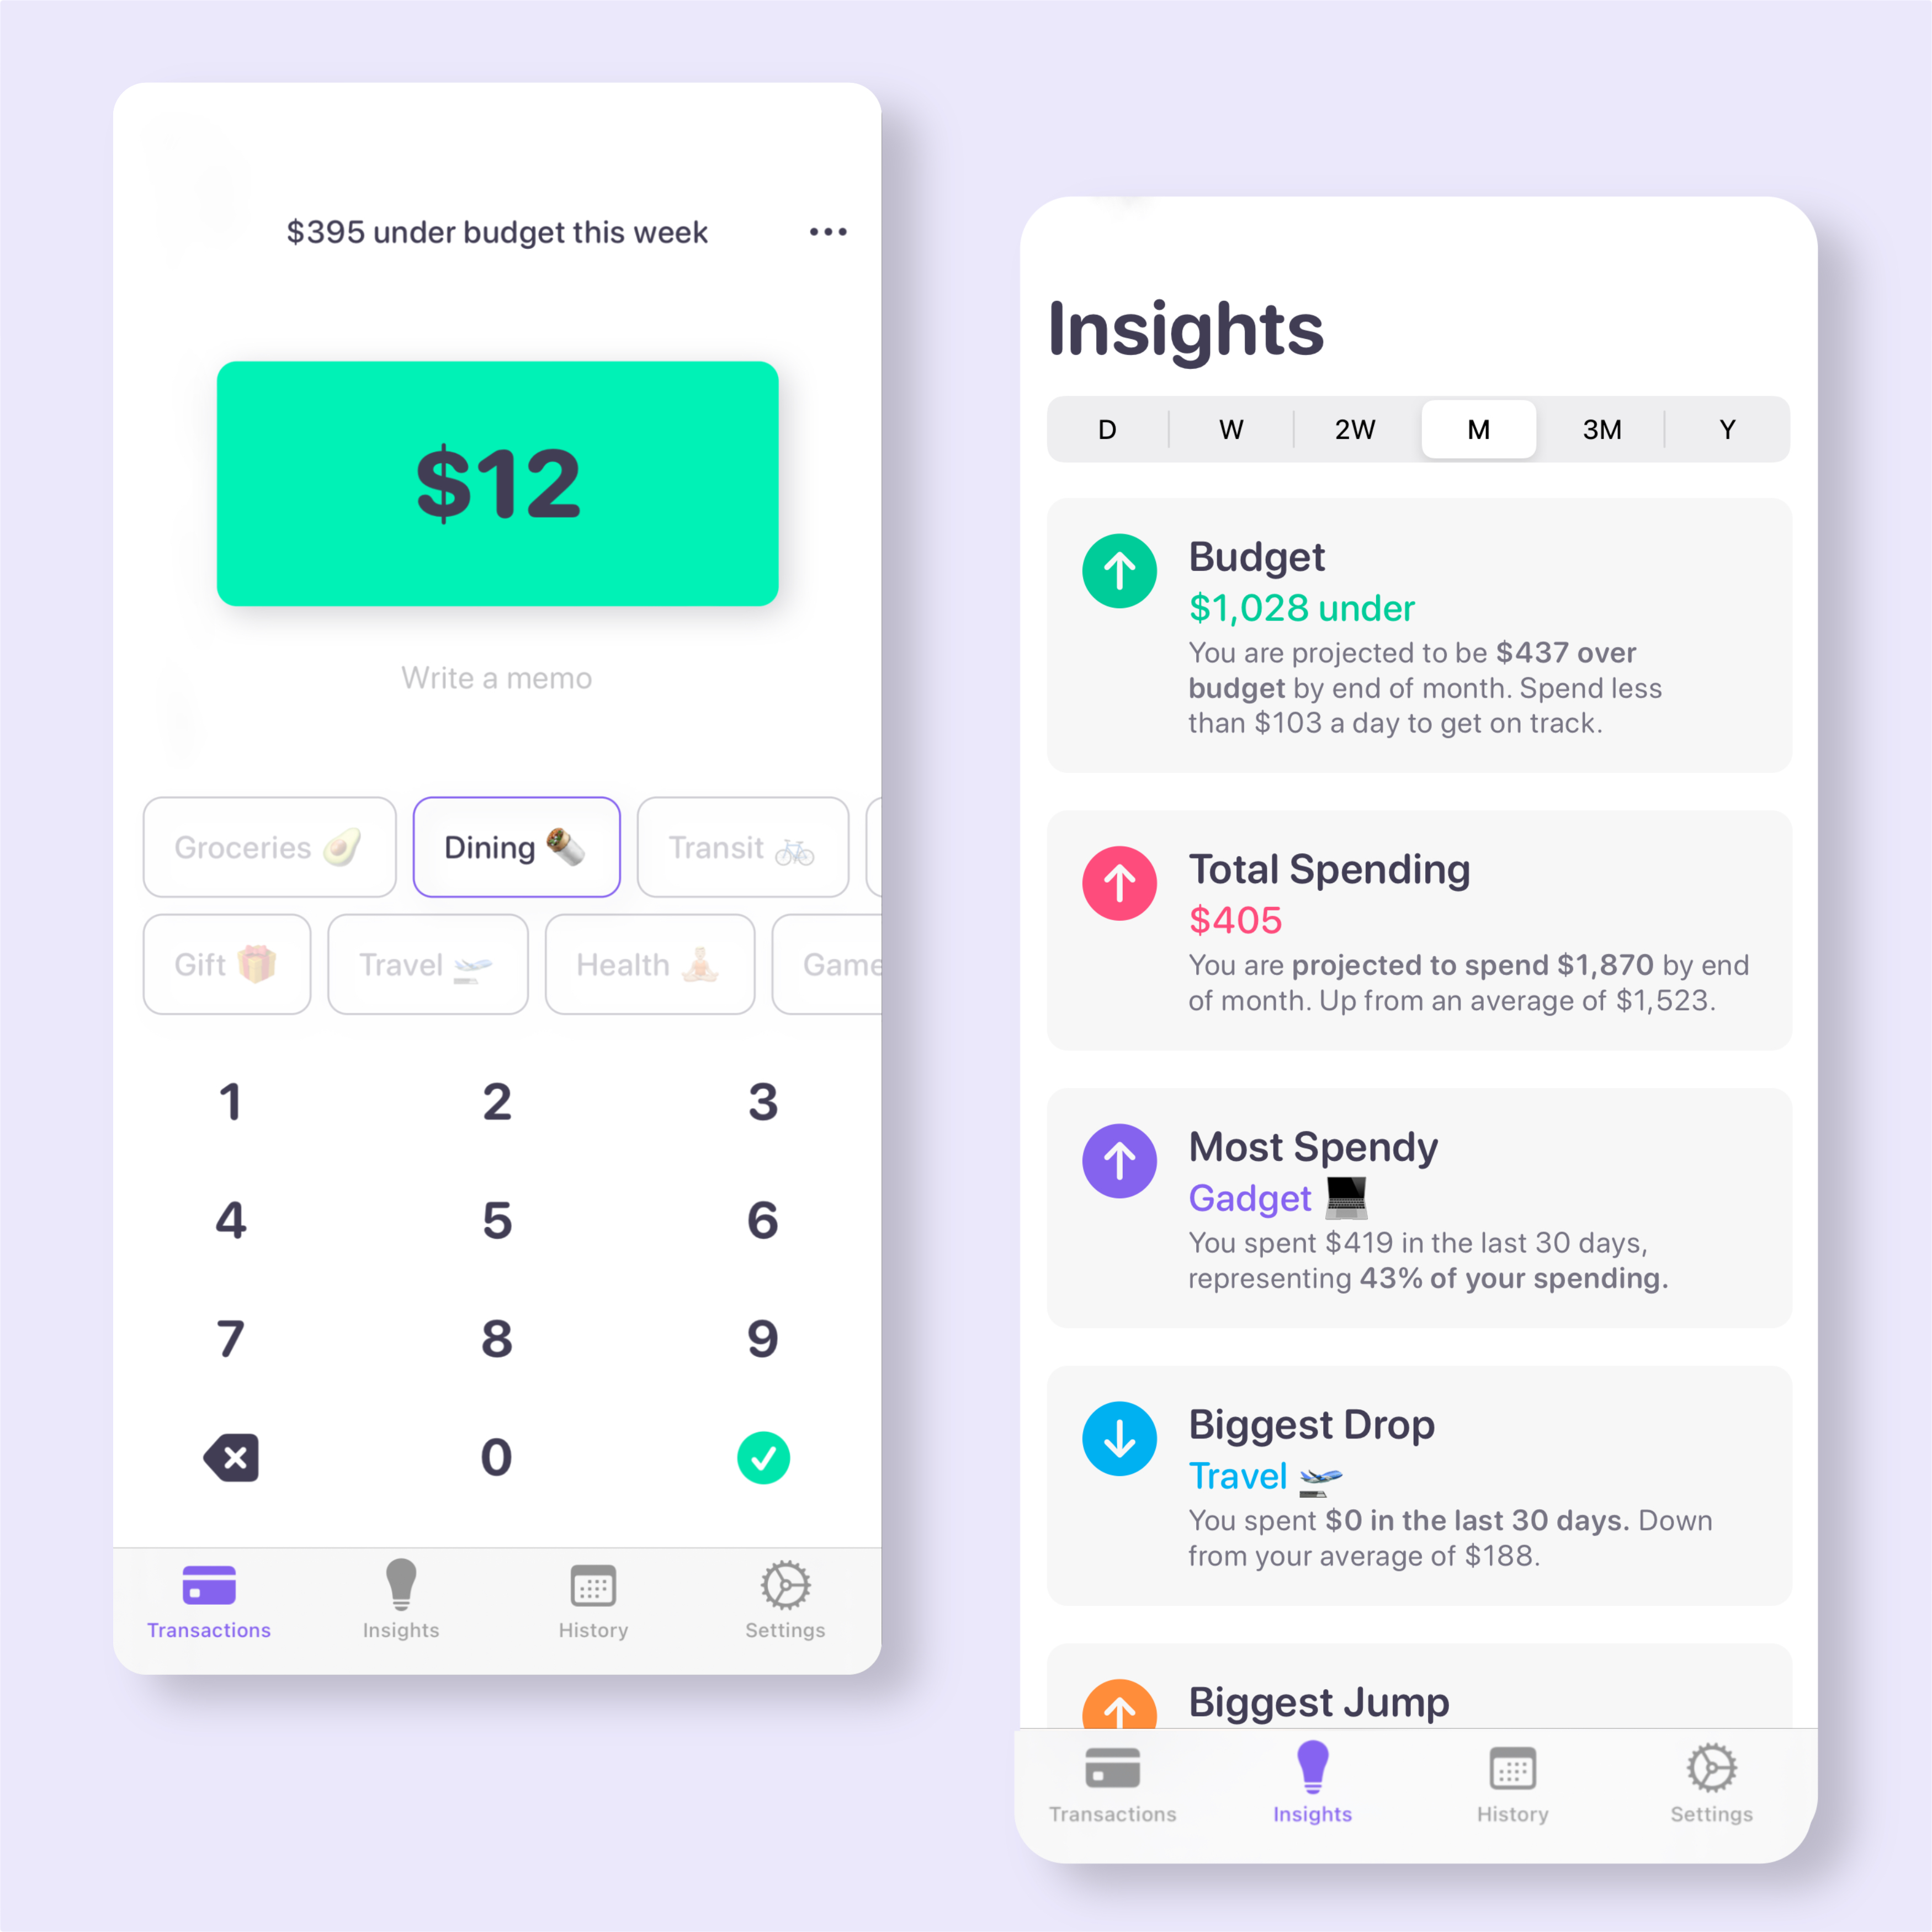 $395 under budget this week
$12
Write a memo
Groceries 🥑 Dining 🌯 Transit 🚲
Gift 🎁 Travel 🛫 Health Game
1 2 3
4 5 6
7 8 9
0
Transactions Insights History Settings
Insights
D W 2W M 3M Y
Budget
$1,028 under
You are projected to be $437 over
budget by end of month. Spend less
than $103 a day to get on track.
Total Spending
$405
You are projected to spend $1,870 by end
of month. Up from an average of $1,523.
Most Spendy
Gadget 💻
You spent $419 in the last 30 days,
representing 43% of your spending.
Biggest Drop
Travel 🛫
You spent $0 in the last 30 days. Down
from your average of $188.
Biggest Jump
Transactions Insights History Settings